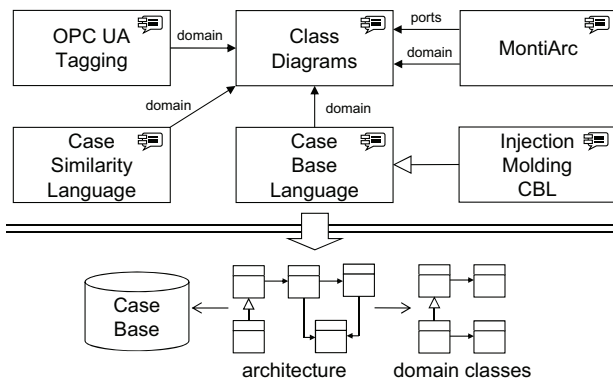 OPC UA
Tagging
domain
Class
Diagrams
ports
domain
MontiArc
domain
domain
Case
Similarity
Language
Case
Base
Language
Injection
Molding
CBL
Case
Base
architecture
domain classes